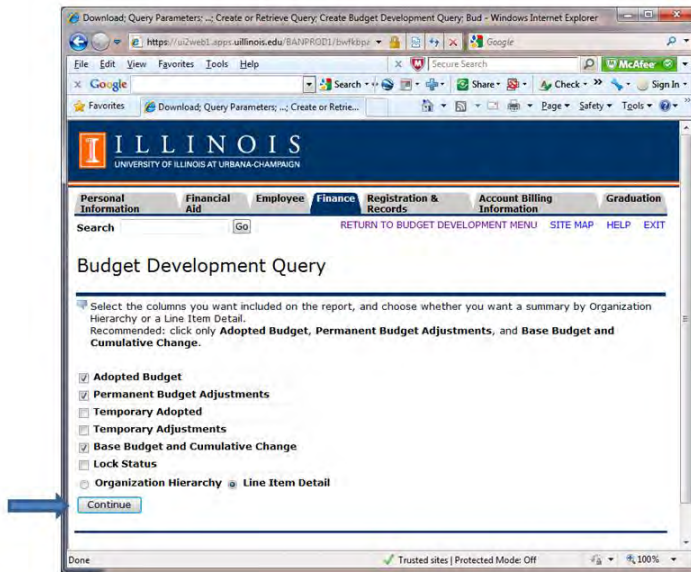 Download; Query Parameters; ...; Create or Retrieve Query; Create Budget Development Query; Bud - Windows Internet Explorer
https://ui2web1.apps.uillinois.edu/BANPROD1/bwfkbpa
Google
File Edit View Favorites Tools Help
Secure Search
McAfee
x Google
Search
Share
Check
Sign In
Favorites
Download; Query Parameters; ...; Create or Retrie...
Page
Safety
Tools
I
ILLINOIS
UNIVERSITY OF ILLINOIS AT URBANA-CHAMPAIGN
Personal Information
Financial Aid
Employee
Finance
Registration & Records
Account Billing Information
Graduation
Search
Go
RETURN TO BUDGET DEVELOPMENT MENU SITE MAP HELP EXIT
Budget Development Query
Select the columns you want included on the report, and choose whether you want a summary by Organization
Hierarchy or a Line Item Detail.
Recommended: click only Adopted Budget, Permanent Budget Adjustments, and Base Budget and
Cumulative Change.
Adopted Budget
Permanent Budget Adjustments
Temporary Adopted
Temporary Adjustments
Base Budget and Cumulative Change
Lock Status
Organization Hierarchy Line Item Detail
Continue
Done
Trusted sites | Protected Mode: Off
100%